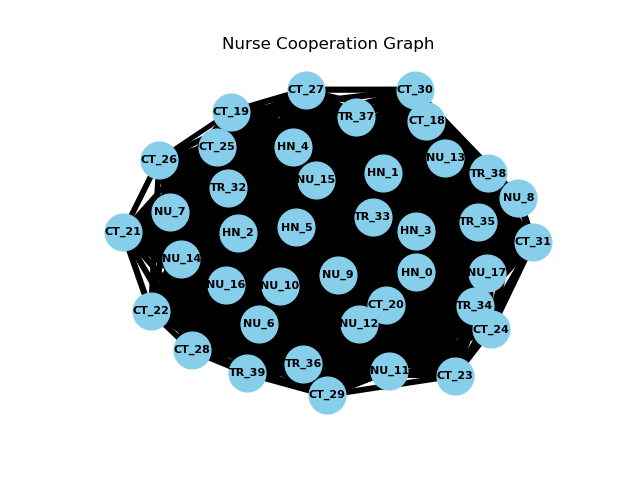 Nurse Cooperation Graph
CT_27
CT_30
CT_19
TR_37
CT_18
CT_25
HN_4
CT_26
NU_13
HN_1
TR_38
NU_15
TR_32
NU_8
NU_7
TR_33
TR_35
HN_5
HN_3
CT_21
HN_2
CT_31
NU_14
HN_0
NU_17
NU_9
NU_16
NU_10
CT_20
TR_34
CT_22
NU_6
NU_12
CT_24
CT_28
TR_36
NU_11
TR_39
CT_23
CT_29